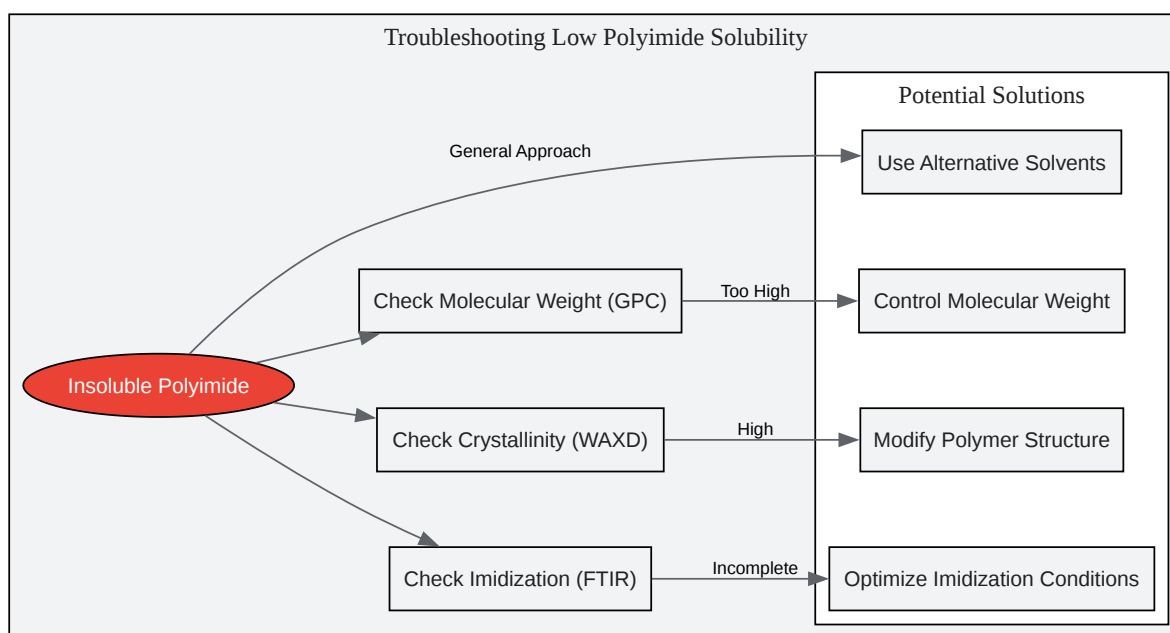 Troubleshooting Low Polyimide Solubility
Potential Solutions
General Approach
Use Alternative Solvents
Check Molecular Weight (GPC)
Too High
Control Molecular Weight
Insoluble Polyimide
Check Crystallinity (WAXD)
High
Modify Polymer Structure
Check Imidization (FTIR)
Incomplete
Optimize Imidization Conditions